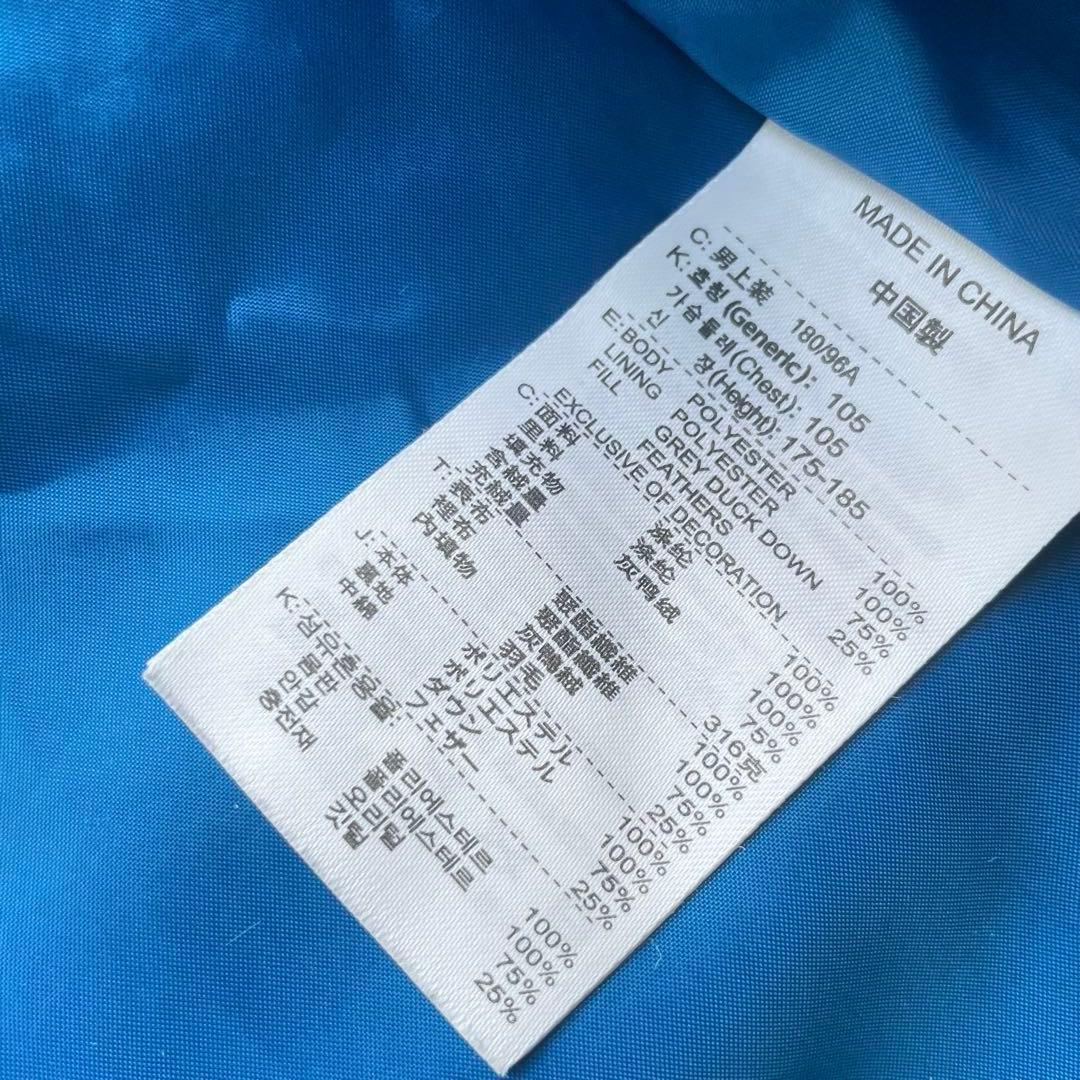 MADE IN CHINA
中国製
C: 男上装 180/96A
K: 호칭(Generic): 105
가슴둘레(Chest): 105
신 장(Height): 175-185
E: BODY POLYESTER 100%
LINING POLYESTER 100%
FILL GREY DUCK DOWN 75%
FEATHERS 25%
EXCLUSIVE OF DECORATION
C: 面料 涤纶 100%
里料 涤纶 100%
填充物 灰鸭绒
含绒量 75%
充绒量 316克
T: 表布 聚酯纖維 100%
裡布 聚酯纖維 100%
內填物 灰鴨絨 75%
羽毛 25%
J: 本体 ポリエステル 100%
裏地 ポリエステル 100%
中綿 ダウン 75%
フェザー 25%
K: 섬유혼용율:
겉감 폴리에스테르 100%
안감 폴리에스테르 100%
충전재 오리털 75%
깃털 25%